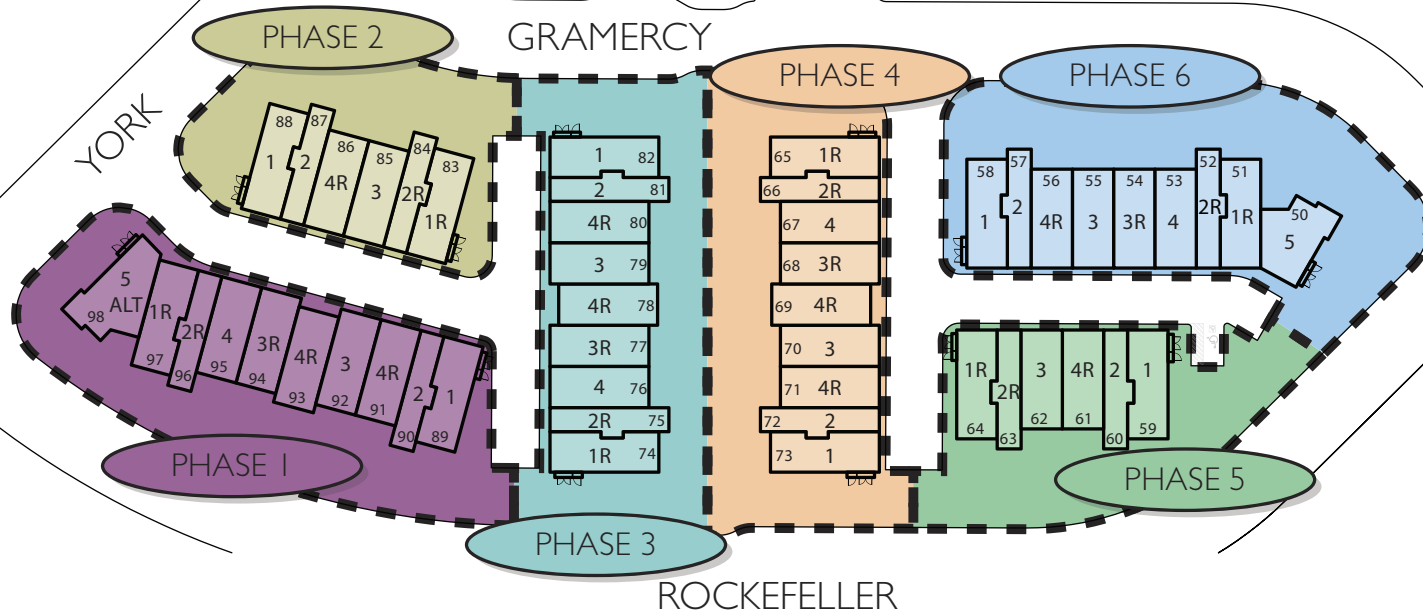 GRAMERCY
YORK
ROCKEFELLER
PHASE 2
88 87 86 85 84 83
1 2 4R 3 2R 1R
PHASE 1
98 97 96 95 94 93 92 91 90 89
5 ALT 1R 2R 4 3R 4R 3 4R 2 1
PHASE 3
1 82
2 81
4R 80
3 79
4R 78
3R 77
4 76
2R 75
1R 74
PHASE 4
65 1R
66 2R
67 4
68 3R
69 4R
70 3
71 4R
72 2
73 1
PHASE 6
58 57 56 55 54 53 52 51 50
1 2 4R 3 3R 4 2R 1R 5
PHASE 5
1R 2R 3 4R 2 1
64 63 62 61 60 59